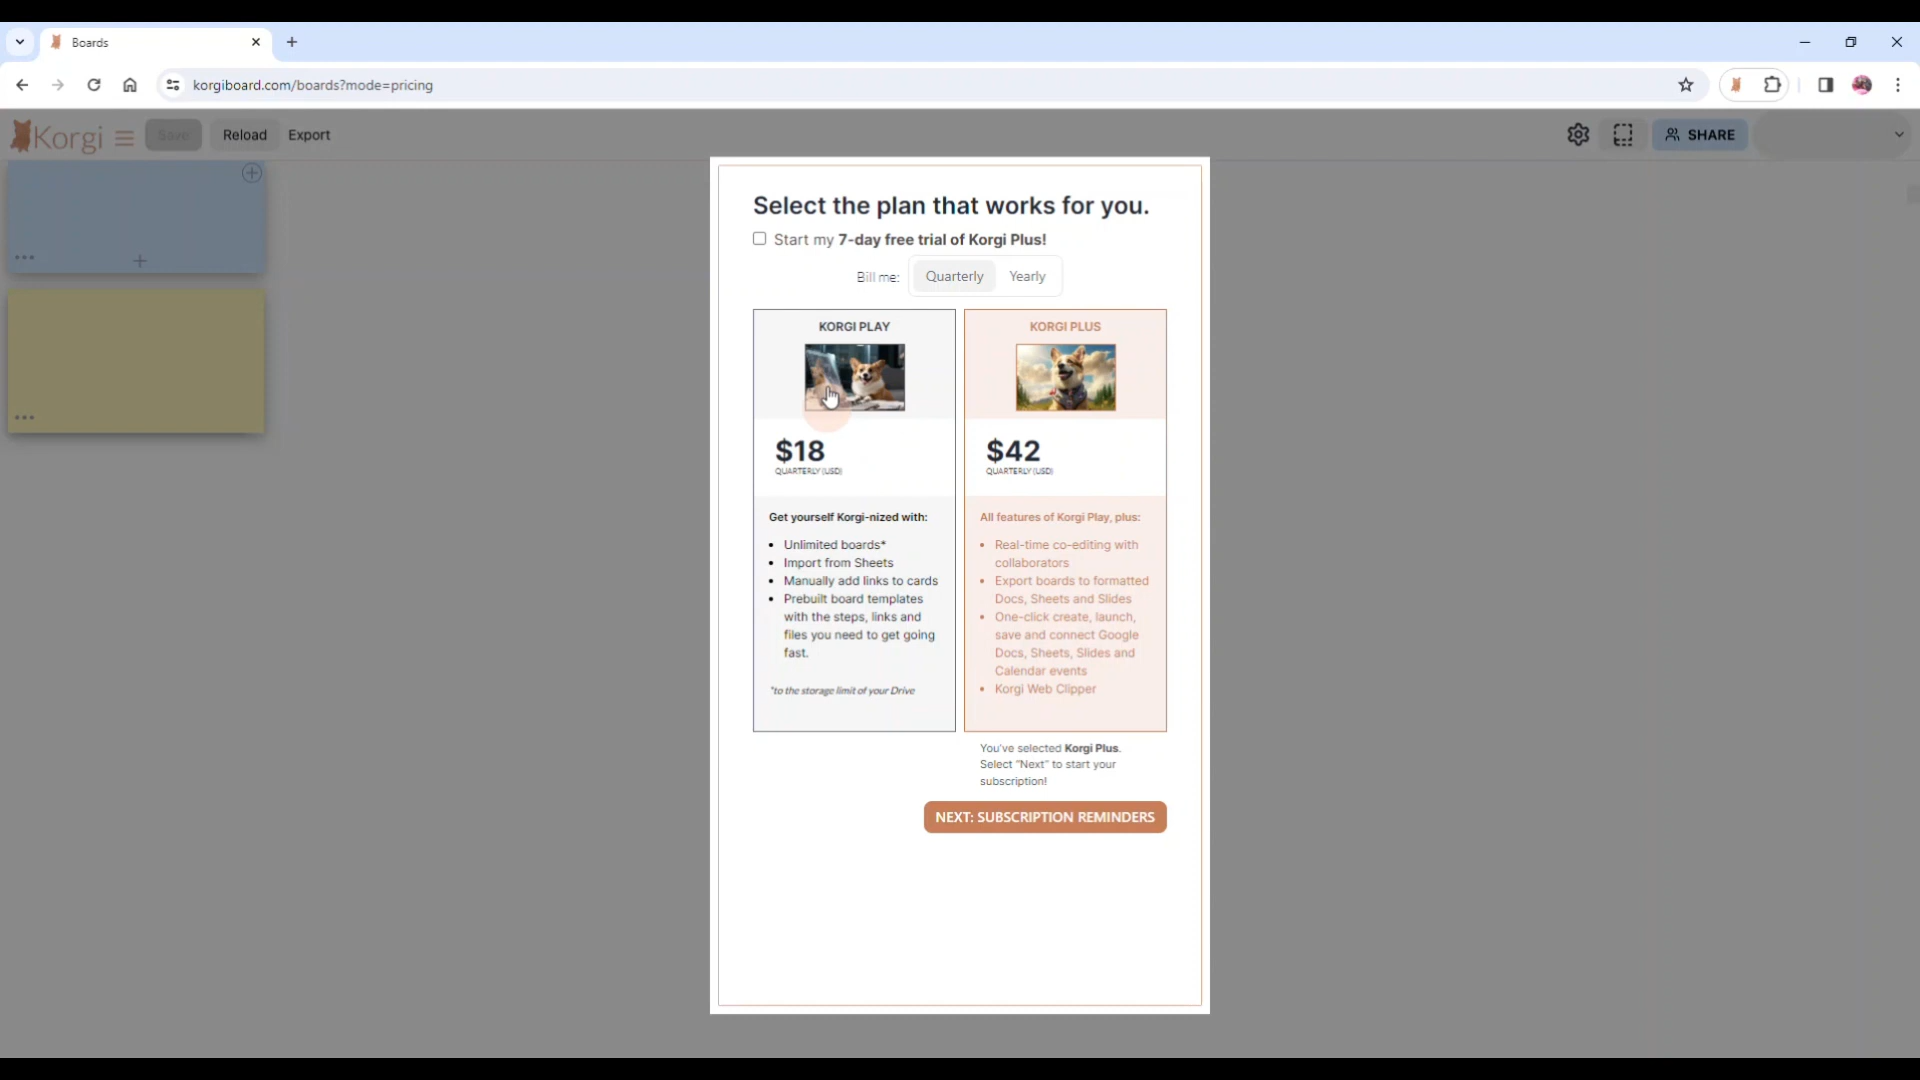 Boards
korgiboard.com/boards?mode=pricing
Korgi
Save
Reload
Export
SHARE
Select the plan that works for you.
Start my 7-day free trial of Korgi Plus!
Bill me:
Quarterly
Yearly
KORGI PLAY
$18
QUARTERLY (USD)
Get yourself Korgi-nized with:
• Unlimited boards*
• Import from Sheets
• Manually add links to cards
• Prebuilt board templates
with the steps, links and
files you need to get going
fast.
*to the storage limit of your Drive
KORGI PLUS
$42
QUARTERLY (USD)
All features of Korgi Play, plus:
• Real-time co-editing with
collaborators
• Export boards to formatted
Docs, Sheets and Slides
• One-click create, launch,
save and connect Google
Docs, Sheets, Slides and
Calendar events
• Korgi Web Clipper
You've selected Korgi Plus.
Select "Next" to start your
subscription!
NEXT: SUBSCRIPTION REMINDERS